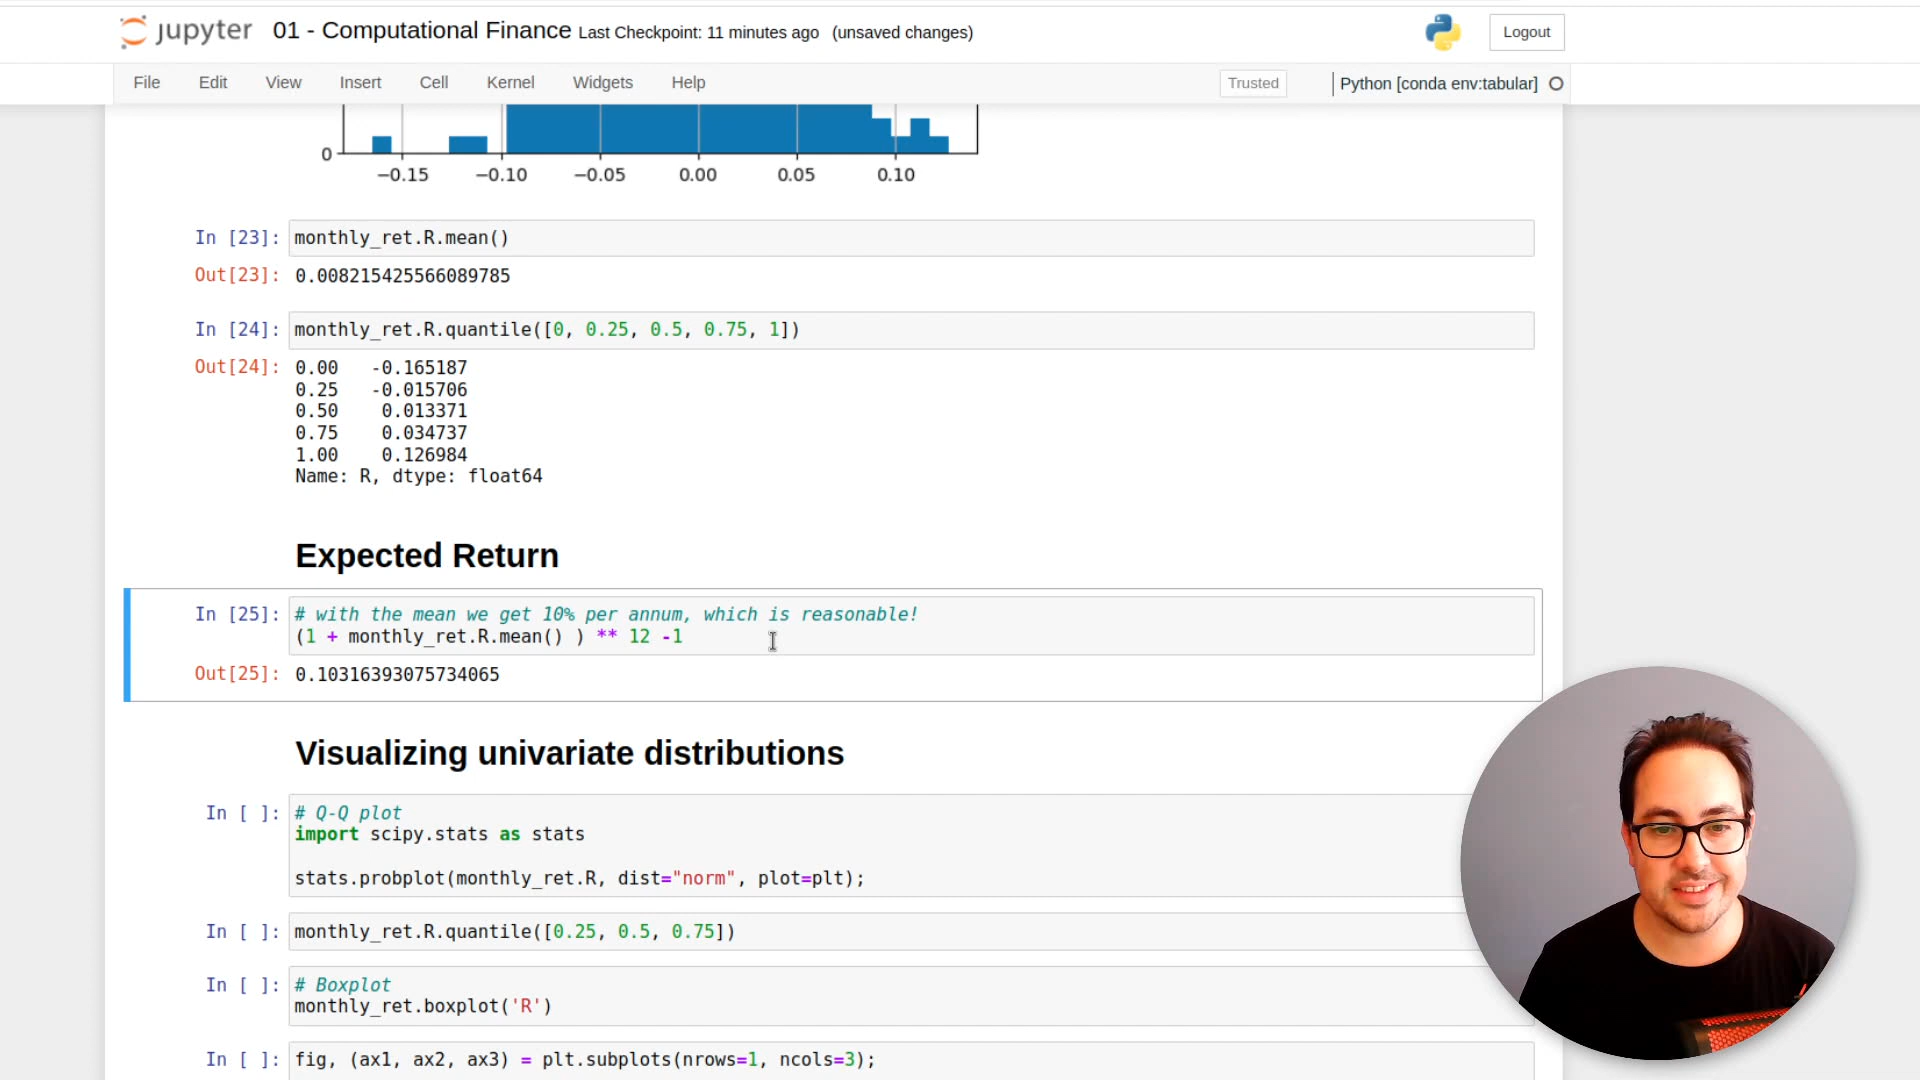 jupyter 01 - Computational Finance Last Checkpoint: 11 minutes ago (unsaved changes) Logout
File Edit View Insert Cell Kernel Widgets Help Trusted Python [conda env:tabular]
0
−0.15 −0.10 −0.05 0.00 0.05 0.10
In [23]: monthly_ret.R.mean()
Out[23]: 0.008215425566089785
In [24]: monthly_ret.R.quantile([0, 0.25, 0.5, 0.75, 1])
Out[24]: 0.00 -0.165187
0.25 -0.015706
0.50 0.013371
0.75 0.034737
1.00 0.126984
Name: R, dtype: float64
Expected Return
In [25]: # with the mean we get 10% per annum, which is reasonable!
(1 + monthly_ret.R.mean() ) ** 12 -1
Out[25]: 0.10316393075734065
Visualizing univariate distributions
In [ ]: # Q-Q plot
import scipy.stats as stats
stats.probplot(monthly_ret.R, dist="norm", plot=plt);
In [ ]: monthly_ret.R.quantile([0.25, 0.5, 0.75])
In [ ]: # Boxplot
monthly_ret.boxplot('R')
In [ ]: fig, (ax1, ax2, ax3) = plt.subplots(nrows=1, ncols=3);